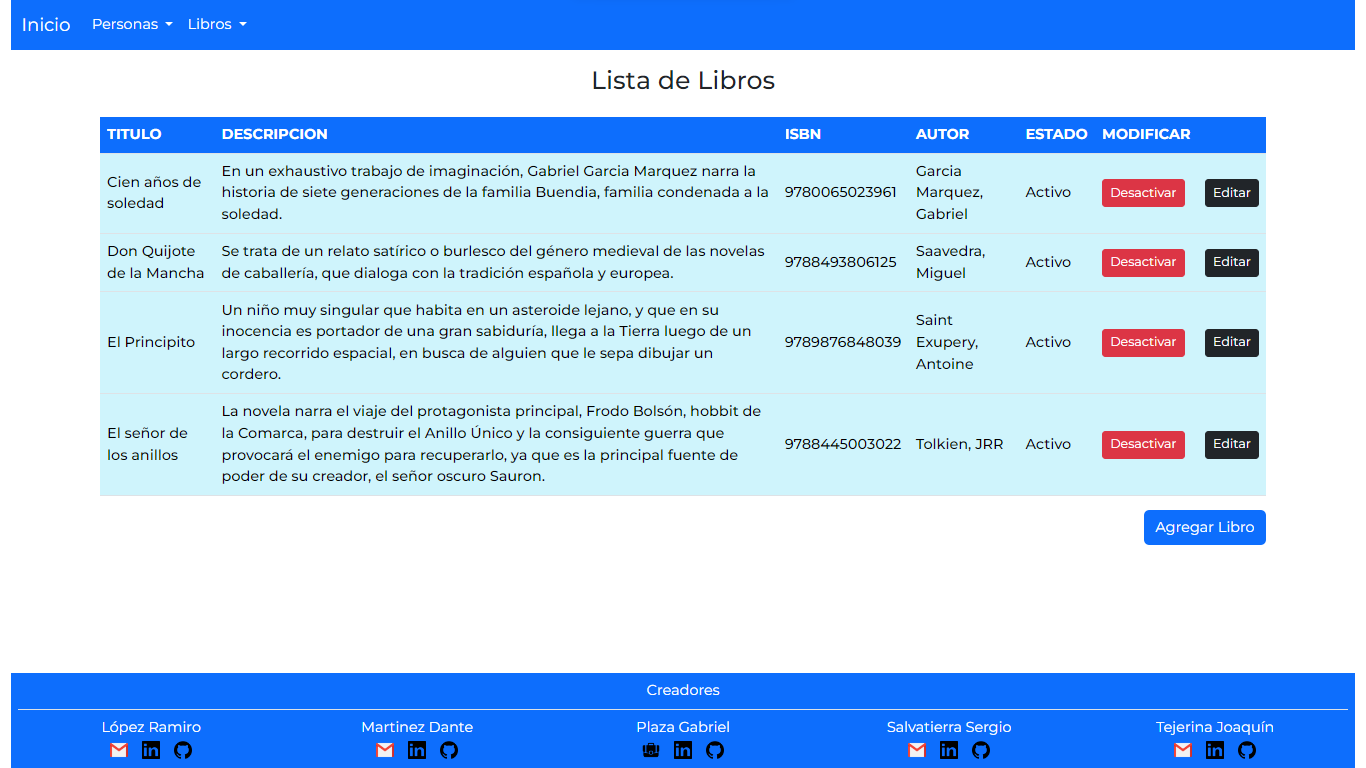 Inicio Personas Libros
Lista de Libros
TITULO DESCRIPCION ISBN AUTOR ESTADO MODIFICAR
Cien años de soledad
En un exhaustivo trabajo de imaginación, Gabriel Garcia Marquez narra la
historia de siete generaciones de la familia Buendia, familia condenada a la
soledad.
9780065023961
Garcia
Marquez,
Gabriel
Activo
Desactivar
Editar
Don Quijote
de la Mancha
Se trata de un relato satírico o burlesco del género medieval de las novelas
de caballería, que dialoga con la tradición española y europea.
9788493806125
Saavedra,
Miguel
Activo
Desactivar
Editar
El Principito
Un niño muy singular que habita en un asteroide lejano, y que en su
inocencia es portador de una gran sabiduría, llega a la Tierra luego de un
largo recorrido espacial, en busca de alguien que le sepa dibujar un
cordero.
9789876848039
Saint
Exupery,
Antoine
Activo
Desactivar
Editar
El señor de
los anillos
La novela narra el viaje del protagonista principal, Frodo Bolsón, hobbit de
la Comarca, para destruir el Anillo Único y la consiguiente guerra que
provocará el enemigo para recuperarlo, ya que es la principal fuente de
poder de su creador, el señor oscuro Sauron.
9788445003022
Tolkien, JRR
Activo
Desactivar
Editar
Agregar Libro
Creadores
López Ramiro Martinez Dante Plaza Gabriel Salvatierra Sergio Tejerina Joaquín